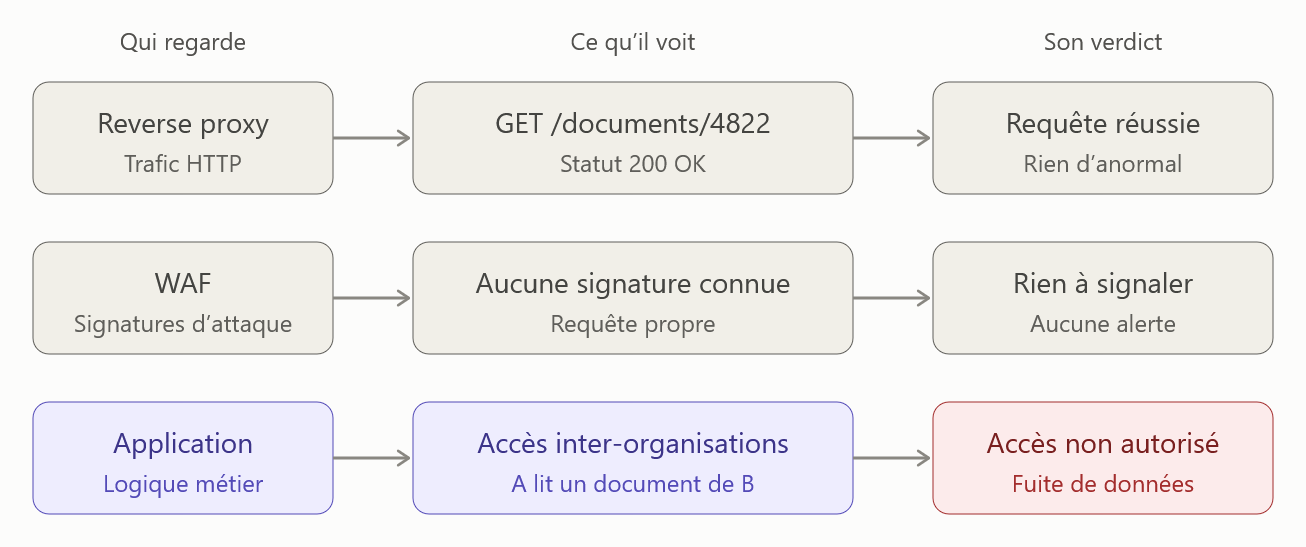 Qui regarde
Ce qu’il voit
Son verdict
Reverse proxy
Trafic HTTP
GET /documents/4822
Statut 200 OK
Requête réussie
Rien d’anormal
WAF
Signatures d’attaque
Aucune signature connue
Requête propre
Rien à signaler
Aucune alerte
Application
Logique métier
Accès inter-organisations
A lit un document de B
Accès non autorisé
Fuite de données